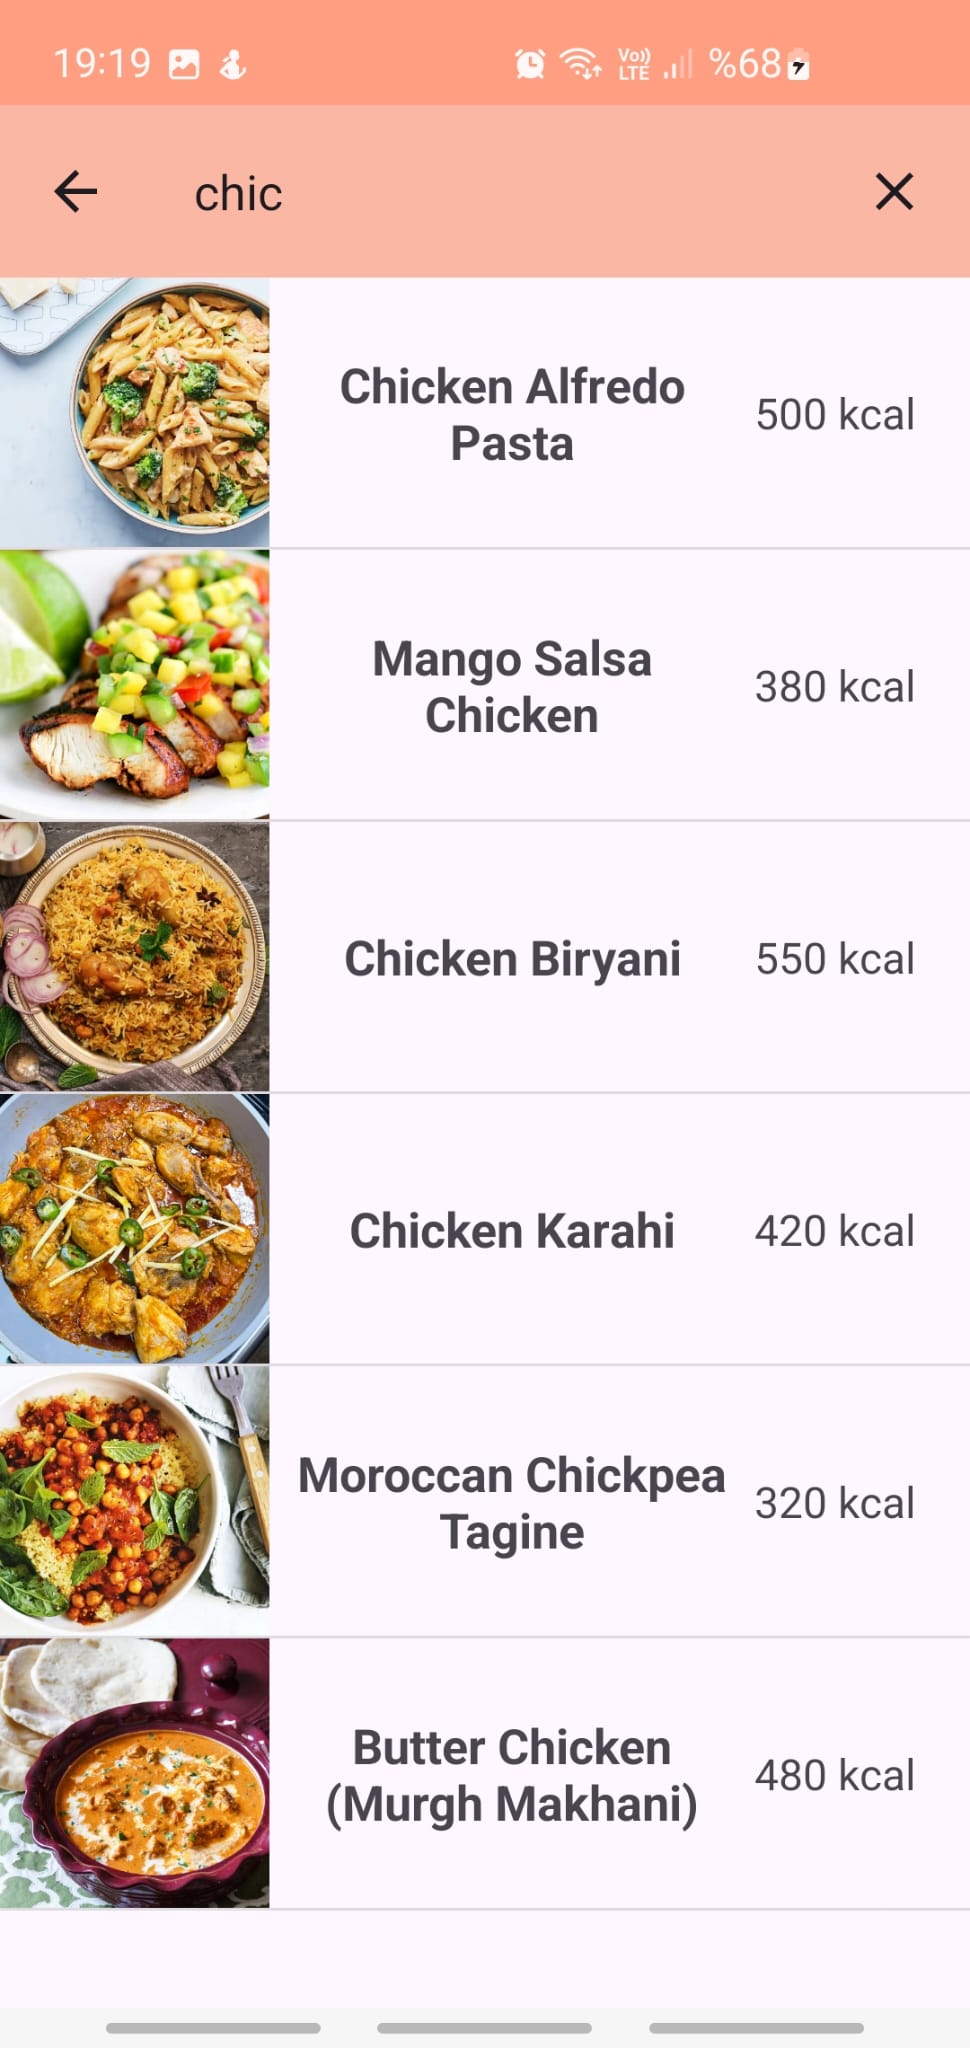 19:19 Vo)) LTE %68
chic
Chicken Alfredo
Pasta
500 kcal
Mango Salsa
Chicken
380 kcal
Chicken Biryani
550 kcal
Chicken Karahi
420 kcal
Moroccan Chickpea
Tagine
320 kcal
Butter Chicken
(Murgh Makhani)
480 kcal